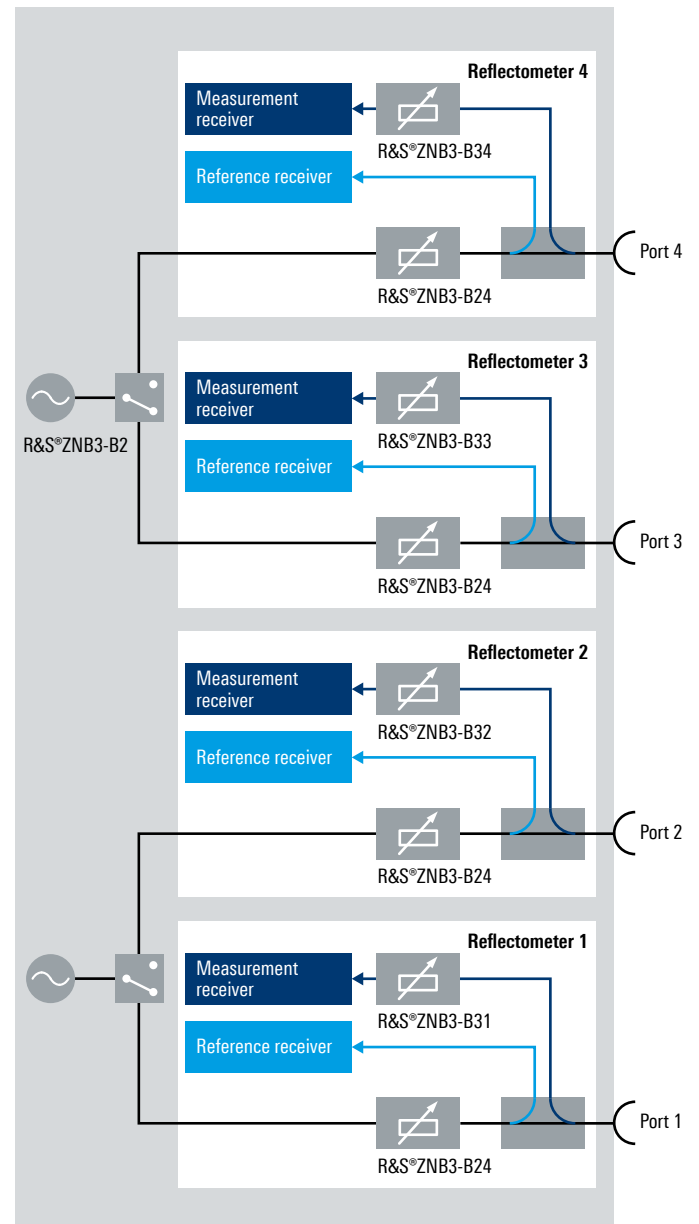 Reflectometer 4
Measurement
receiver
R&S®ZNB3-B34
Reference receiver
Port 4
R&S®ZNB3-B24
Reflectometer 3
Measurement
receiver
R&S®ZNB3-B2
R&S®ZNB3-B33
Reference receiver
Port 3
R&S®ZNB3-B24
Reflectometer 2
Measurement
receiver
R&S®ZNB3-B32
Reference receiver
Port 2
R&S®ZNB3-B24
Reflectometer 1
Measurement
receiver
R&S®ZNB3-B31
Reference receiver
Port 1
R&S®ZNB3-B24